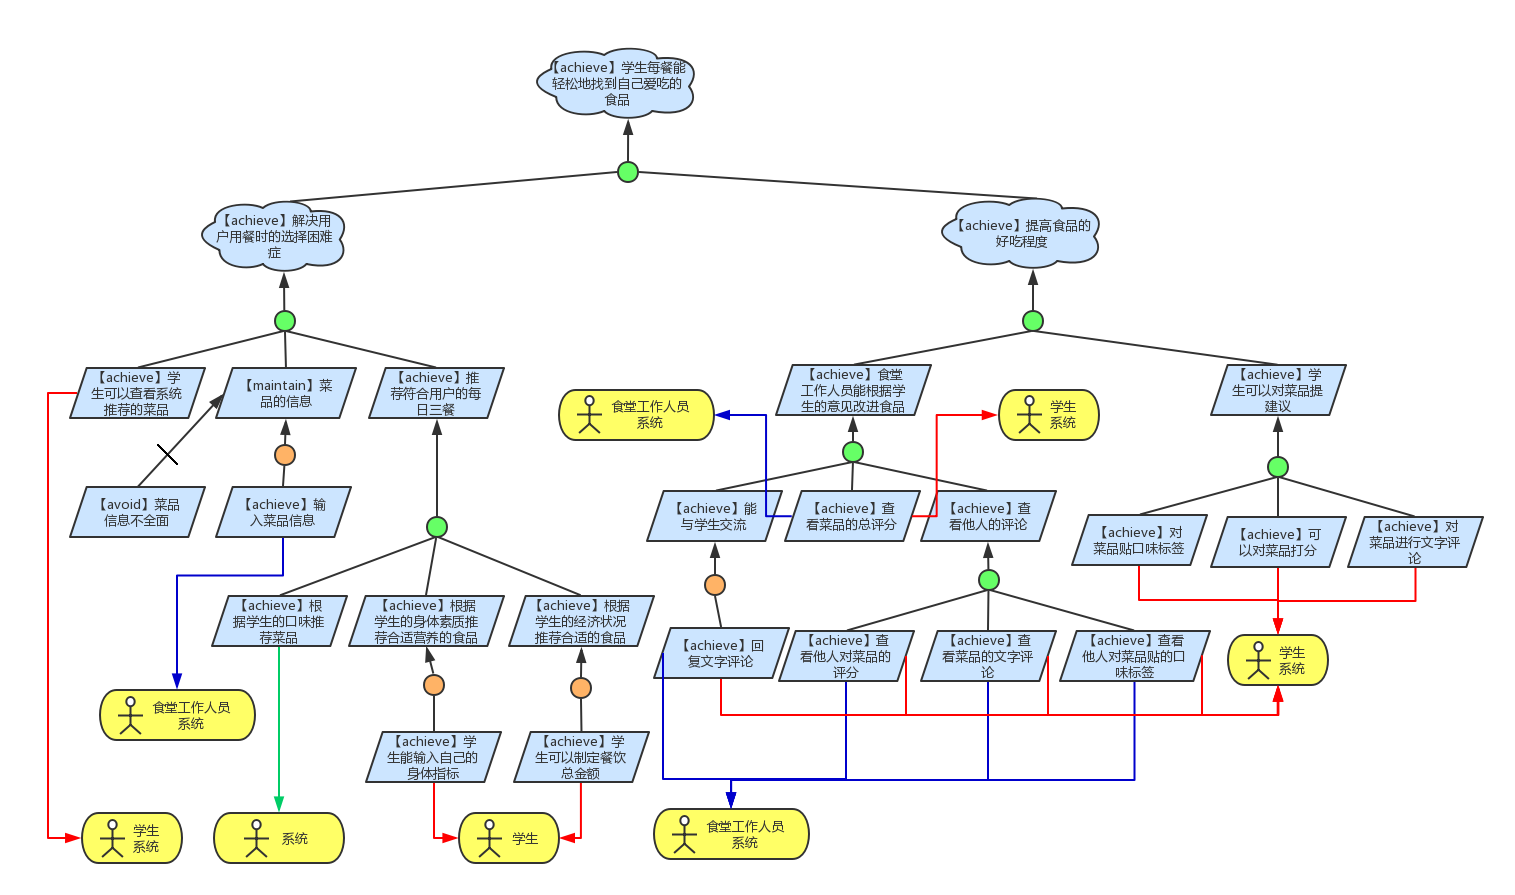 【achieve】学生每餐能
轻松地找到自己爱吃的
食品
【achieve】解决用
户用餐时的选择困难
症
【achieve】提高食品的
好吃程度
【achieve】学
生可以查看系统
推荐的菜品
【maintain】菜
品的信息
【achieve】推
荐符合用户的每
日三餐
【achieve】食堂
工作人员能根据学
生的意见改进食品
【achieve】学
生可以对菜品提
建议
食堂工作人员
系统
学生
系统
【avoid】菜品
信息不全面
【achieve】输
入菜品信息
【achieve】能
与学生交流
【achieve】查
看菜品的总评分
【achieve】查
看他人的评论
【achieve】对
菜品贴口味标签
【achieve】可
以对菜品打分
【achieve】对
菜品进行文字评
论
【achieve】根
据学生的口味推
荐菜品
【achieve】根据
学生的身体素质推
荐合适营养的食品
【achieve】根据
学生的经济状况
推荐合适的食品
【achieve】回
复文字评论
【achieve】查
看他人对菜品的
评分
【achieve】查
看菜品的文字评
论
【achieve】查看
他人对菜品贴的口
味标签
学生
系统
食堂工作人员
系统
【achieve】学
生能输入自己的
身体指标
【achieve】学
生可以制定餐饮
总金额
学生
系统
系统
学生
食堂工作人员
系统